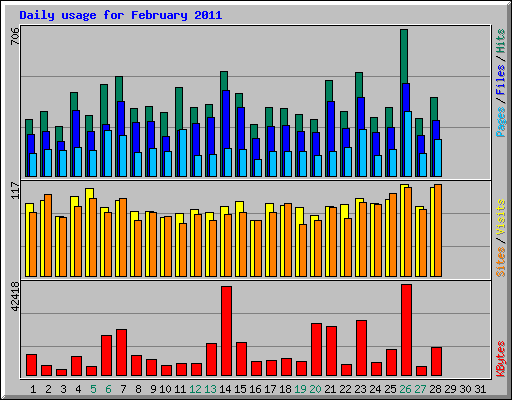 Daily usage for February 2011
706
Pages / Files / Hits
117
Sites / Visits
42418
KBytes
1 2 3 4 5 6 7 8 9 10 11 12 13 14 15 16 17 18 19 20 21 22 23 24 25 26 27 28 29 30 31